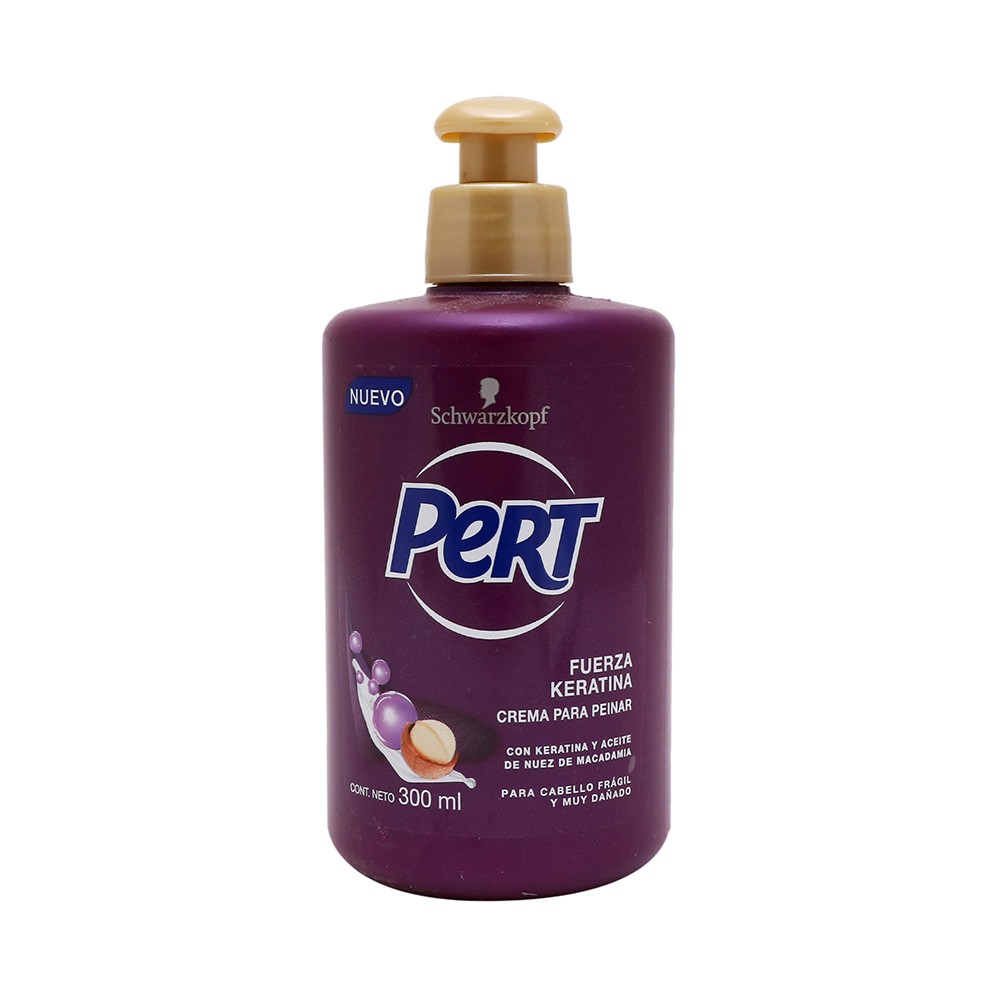 NUEVO
Schwarzkopf
PERT
FUERZA
KERATINA
CREMA PARA PEINAR
CON KERATINA Y ACEITE
DE NUEZ DE MACADAMIA
PARA CABELLO FRÁGIL
Y MUY DAÑADO
CONT. NETO 300 ml